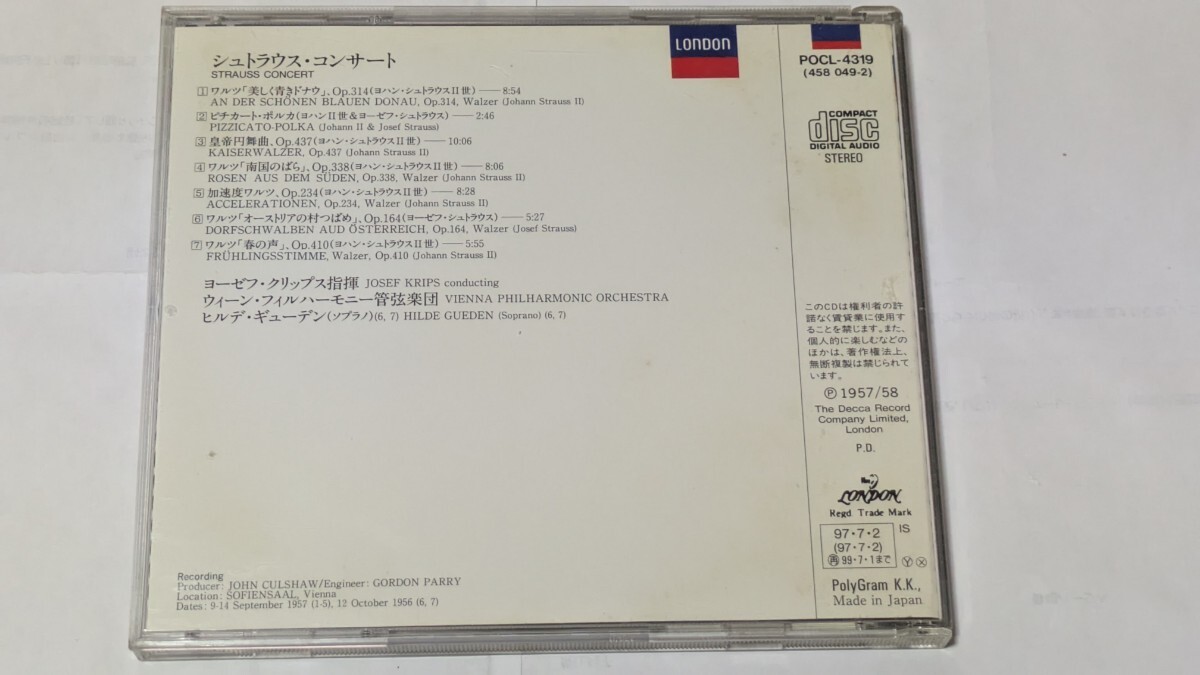 シュトラウス・コンサート
STRAUSS CONCERT
1 ワルツ「美しく青きドナウ」、Op.314(ヨハン・シュトラウスII世)——8:54
AN DER SCHÖNEN BLAUEN DONAU, Op.314, Walzer (Johann Strauss II)
2 ピチカート・ポルカ(ヨハンII世&ヨーゼフ・シュトラウス)——2:46
PIZZICATO-POLKA (Johann II & Josef Strauss)
3 皇帝円舞曲、Op.437(ヨハン・シュトラウスII世)——10:06
KAISERWALZER, Op.437 (Johann Strauss II)
4 ワルツ「南国のばら」、Op.338(ヨハン・シュトラウスII世)——8:06
ROSEN AUS DEM SÜDEN, Op.338, Walzer (Johann Strauss II)
5 加速度ワルツ、Op.234(ヨハン・シュトラウスII世)——8:28
ACCELERATIONEN, Op.234, Walzer (Johann Strauss II)
6 ワルツ「オーストリアの村つばめ」、Op.164(ヨーゼフ・シュトラウス)——5:27
DORFSCHWALBEN AUD ÖSTERREICH, Op.164, Walzer (Josef Strauss)
7 ワルツ「春の声」、Op.410(ヨハン・シュトラウスII世)——5:55
FRÜHLINGSSTIMME, Walzer, Op.410 (Johann Strauss II)
ヨーゼフ・クリップス指揮 JOSEF KRIPS conducting
ウィーン・フィルハーモニー管弦楽団 VIENNA PHILHARMONIC ORCHESTRA
ヒルデ・ギューデン(ソプラノ)(6, 7) HILDE GUEDEN (Soprano) (6, 7)
Recording
Producer: JOHN CULSHAW/Engineer: GORDON PARRY
Location: SOFIENSAAL, Vienna
Dates: 9-14 September 1957 (1-5), 12 October 1956 (6, 7)
LONDON
POCL-4319
(458 049-2)
COMPACT
disc
DIGITAL AUDIO
STEREO
このCDは権利者の許
諾なく賃貸業に使用す
ることを禁じます。また、
個人的に楽しむなどの
ほかは、著作権法上、
無断複製は禁じられて
います。
Ⓟ 1957/58
The Decca Record
Company Limited,
London
P.D.
LONDON
Regd Trade Mark
97・7・2 IS
(97・7・2)
再 99・7・1まで Ⓨ Ⓧ
PolyGram K.K.,
Made in Japan